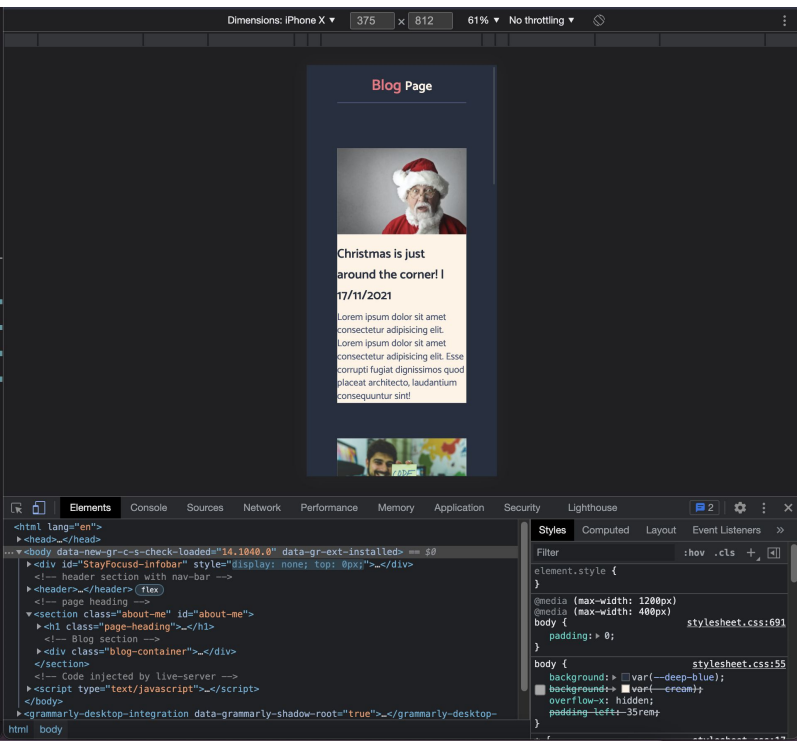 Dimensions: iPhone X ▼ 375 × 812 61% ▼ No throttling ▼
Blog Page
Christmas is just
around the corner! |
17/11/2021
Lorem ipsum dolor sit amet
consectetur adipisicing elit.
Lorem ipsum dolor sit amet
consectetur adipisicing elit. Esse
corrupti fugiat dignissimos quod
placeat architecto, laudantium
consequuntur sint!
CODE
Elements Console Sources Network Performance Memory Application Security Lighthouse 2
<html lang="en">
▶<head>…</head>
…▼<body data-new-gr-c-s-check-loaded="14.1040.0" data-gr-ext-installed> == $0
▶<div id="StayFocusd-infobar" style="display: none; top: 0px;">…</div>
<!-- header section with nav-bar -->
▶<header>…</header> flex
<!-- page heading -->
▼<section class="about-me" id="about-me">
▶<h1 class="page-heading">…</h1>
<!-- Blog section -->
▶<div class="blog-container">…</div>
</section>
<!-- Code injected by live-server -->
▶<script type="text/javascript">…</script>
</body>
▶<grammarly-desktop-integration data-grammarly-shadow-root="true">…</grammarly-desktop-
html body
Styles Computed Layout Event Listeners »
Filter :hov .cls +
element.style {
}
@media (max-width: 1200px)
@media (max-width: 400px)
body { stylesheet.css:691
padding:▶ 0;
}
body { stylesheet.css:55
background:▶ var(--deep-blue);
background:▶ var(--cream);
overflow-x: hidden;
padding-left: 35rem;
}